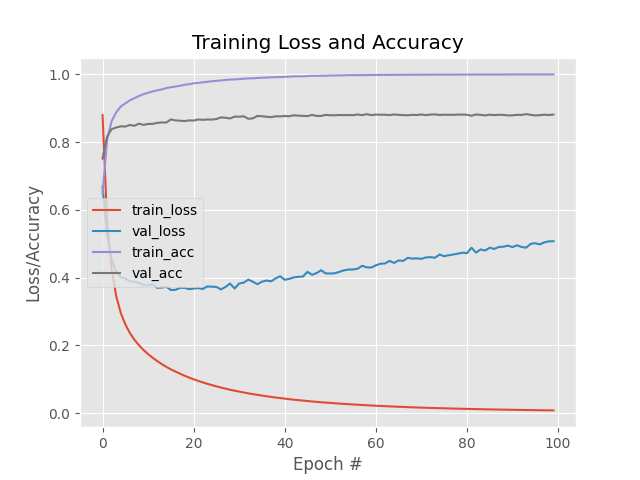 Training Loss and Accuracy
Loss/Accuracy
1.0
0.8
0.6
0.4
0.2
0.0
train_loss
val_loss
train_acc
val_acc
0 20 40 60 80 100
Epoch #